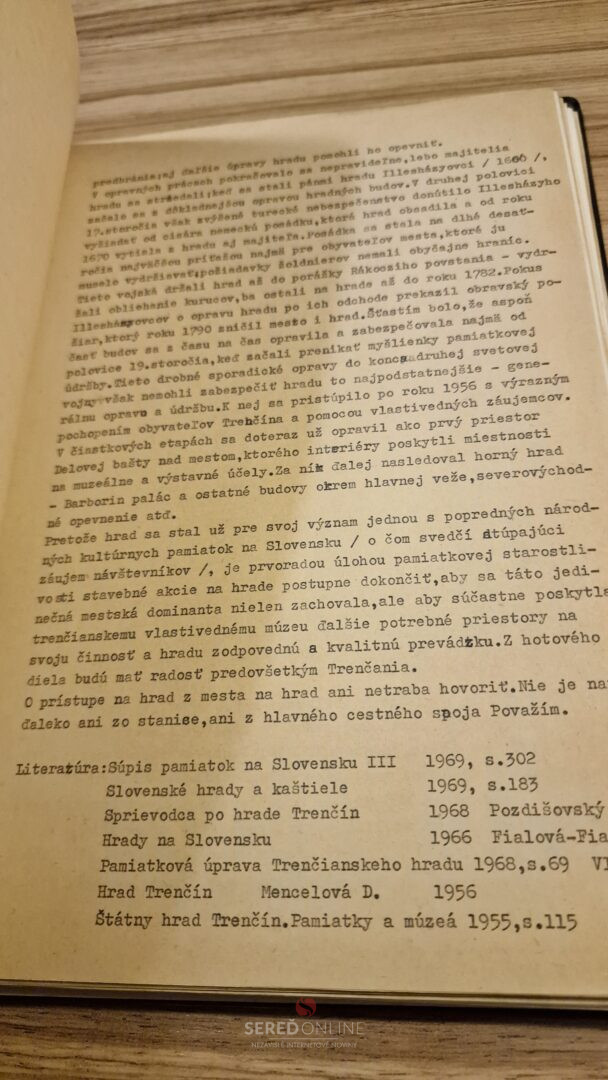 predbránia;aj ďalšie úpravy hradu pomohli ho opevniť.
V opravných prácach pokračovalo sa nepravideľne,lebo majitelia
hradu sa striedali;keď sa stali pánmi hradu Illesházyovci / 1600 /,
začalo sa s dôkladnejšou opravou hradných budov.V druhej polovici
17.storočia však zvýšené turecké nebezpečenstvo donútilo Illesházyho
vyžiadať od cisára nemeckú posádku,ktorá hrad obsadila a od roku
1670 vytisla z hradu aj majiteľa.Posádka sa stala na dlhé desať-
ročia najväčšou príťažou najmä pre obyvateľov mesta,ktoré ju
muselo vydržiavať;požiadavky žoldnierov nemali obyčajne hraníc.
Tieto vojská držali hrad až do porážky Rákocziho povstania - vydr-
žali obliehanie kurucov,ba ostali na hrade až do roku 1782.Pokus
Illesházyovcov o opravu hradu po ich odchode prekazil obravský po-
žiar,ktorý roku 1790 zničil mesto i hrad.Šťastím bolo,že aspoň
časť budov sa z času na čas opravila a zabezpečovala najmä od
polovice 19.storočia,keď začali prenikať myšlienky pamiatkovej
údržby.Tieto drobné sporadické opravy do konca druhej svetovej
vojny však nemohli zabezpečiť hradu to najpodstatnejšie - gene-
rálnu opravu a údržbu.K nej sa pristúpilo po roku 1956 s výrazným
pochopením obyvateľov Trenčína a pomocou vlastivedných záujemcov.
V čiastkových etapách sa doteraz už opravil ako prvý priestor
Delovej bašty nad mestom,ktorého interiéry poskytli miestnosti
na muzeálne a výstavné účely.Za ním ďalej nasledoval horný hrad
- Barborin palác a ostatné budovy okrem hlavnej veže,severovýchod-
né opevnenie atď.
Pretože hrad sa stal už pre svoj význam jednou s popredných národ-
ných kultúrnych pamiatok na Slovensku / o čom svedčí stúpajúci
záujem návštevníkov /, je prvoradou úlohou pamiatkovej starostli-
vosti stavebné akcie na hrade postupne dokončiť,aby sa táto jedi-
nečná mestská dominanta nielen zachovala,ale aby súčastne poskytla
trenčianskemu vlastivednému múzeu ďalšie potrebné priestory na
svoju činnosť a hradu zodpovednú a kvalitnú prevádzku.Z hotového
diela budú mať radosť predovšetkým Trenčania.
O prístupe na hrad z mesta na hrad ani netraba hovoriť.Nie je na
ďaleko ani zo stanice,ani z hlavného cestného spoja Považím.
Literatúra:Súpis pamiatok na Slovensku III 1969, s.302
Slovenské hrady a kaštiele 1969, s.183
Sprievodca po hrade Trenčín 1968 Pozdišovský
Hrady na Slovensku 1966 Fialová-Fia
Pamiatková úprava Trenčianskeho hradu 1968,s.69 VI
Hrad Trenčín Mencelová D. 1956
Štátny hrad Trenčín.Pamiatky a múzeá 1955,s.115
SEREĎONLINE
NEZÁVISLÉ INTERNETOVÉ NOVINY